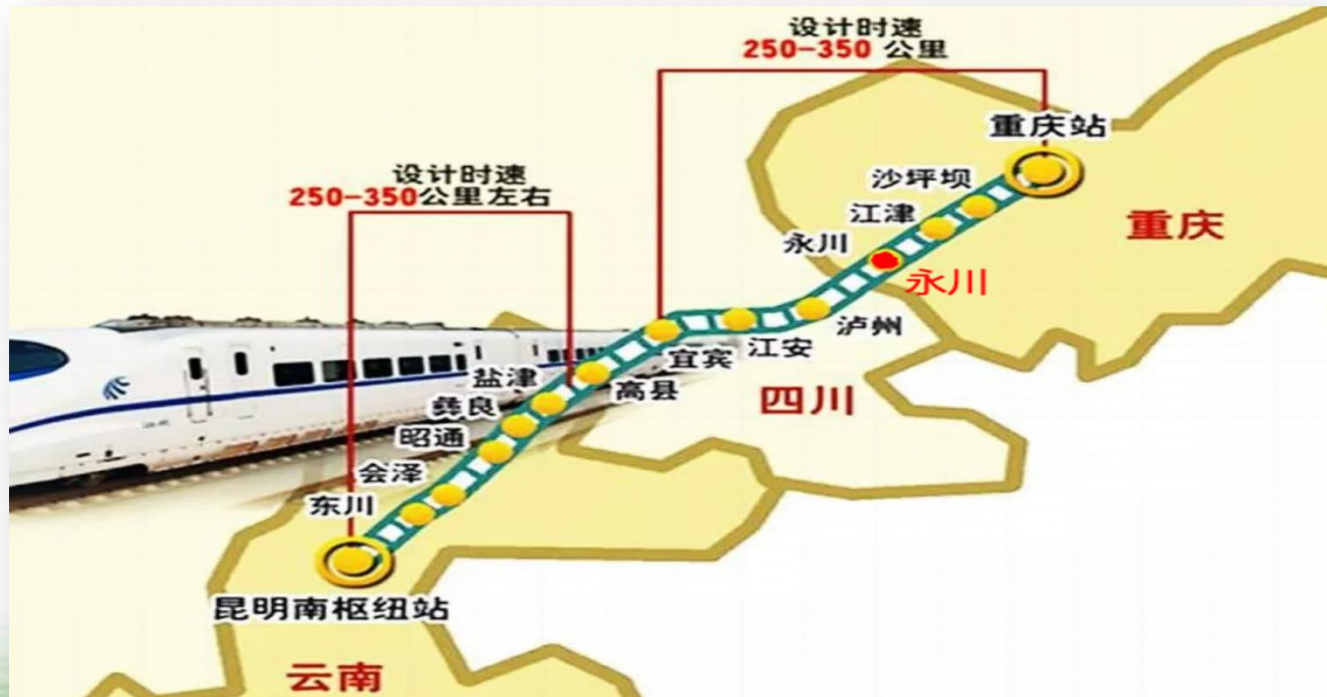 设计时速
250-350 公里
重庆站
设计时速
250-350公里左右
沙坪坝
江津
重庆
永川
永川
泸州
江安
宜宾
盐津
高县
四川
彝良
昭通
会泽
东川
昆明南枢纽站
云南